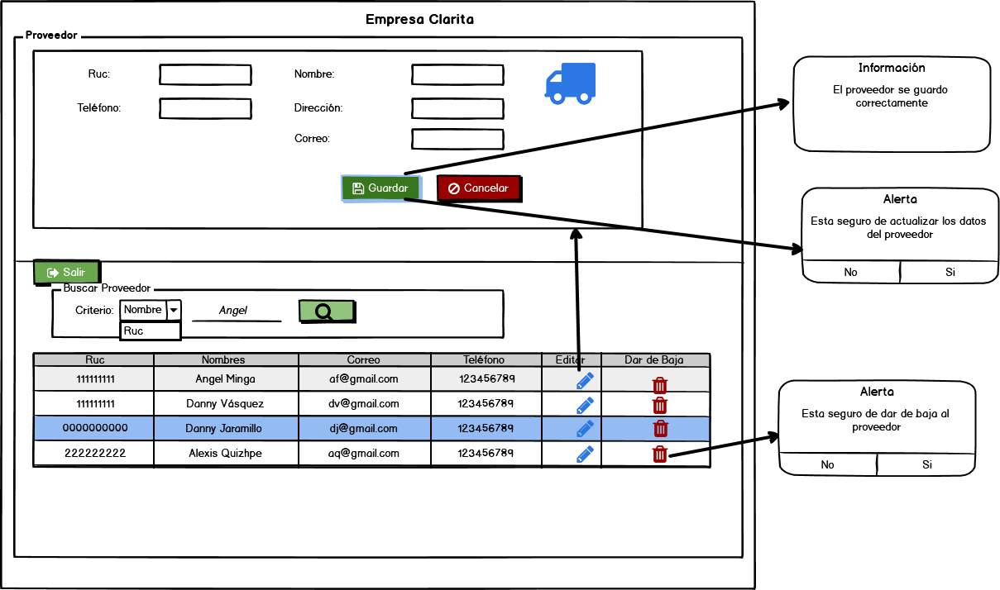 Empresa Clarita
Proveedor
Ruc:
Nombre:
Teléfono:
Dirección:
Correo:
Guardar
Cancelar
Información
El proveedor se guardo
correctamente
Alerta
Esta seguro de actualizar los datos
del proveedor
No
Si
Salir
Buscar Proveedor
Criterio:
Nombre
Angel
Ruc
Ruc Nombres Correo Teléfono Editar Dar de Baja
111111111 Angel Minga af@gmail.com 123456789
111111111 Danny Vásquez dv@gmail.com 123456789
0000000000 Danny Jaramillo dj@gmail.com 123456789
222222222 Alexis Quizhpe aq@gmail.com 123456789
Alerta
Esta seguro de dar de baja al
proveedor
No
Si